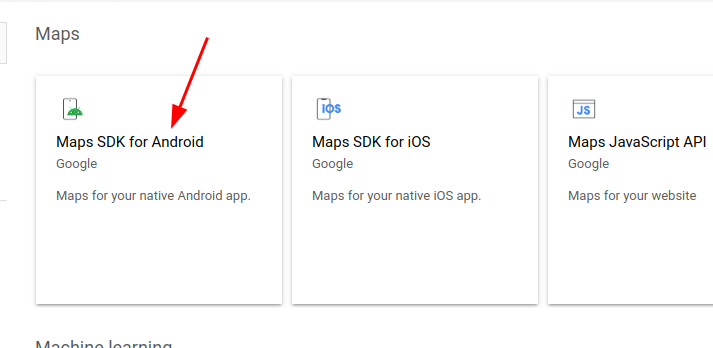 Maps
iOS
JS
Maps SDK for Android
Google
Maps for your native Android app.
Maps SDK for iOS
Google
Maps for your native iOS app.
Maps JavaScript API
Google
Maps for your website
Machine learning